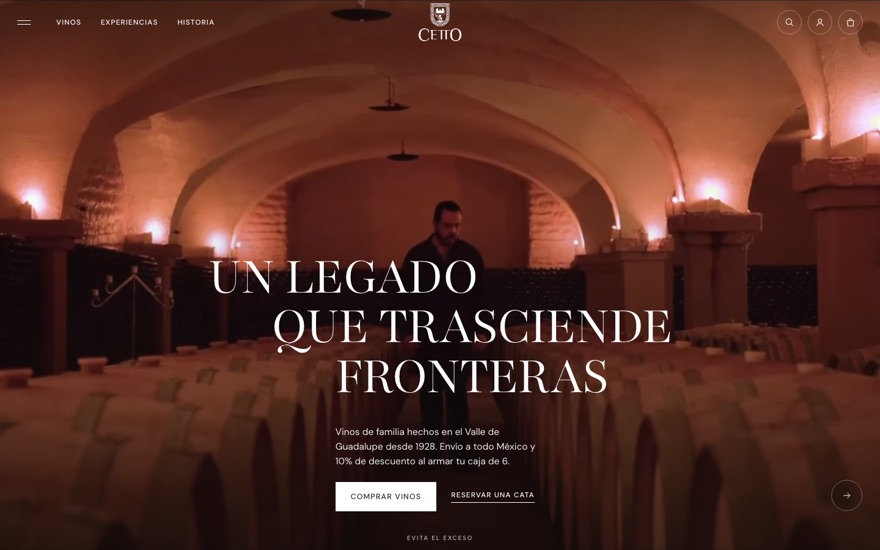 VINOS
EXPERIENCIAS
HISTORIA
CETTO
UN LEGADO
QUE TRASCIENDE
FRONTERAS
Vinos de familia hechos en el Valle de
Guadalupe desde 1928. Envío a todo México y
10% de descuento al armar tu caja de 6.
COMPRAR VINOS
RESERVAR UNA CATA
EVITA EL EXCESO